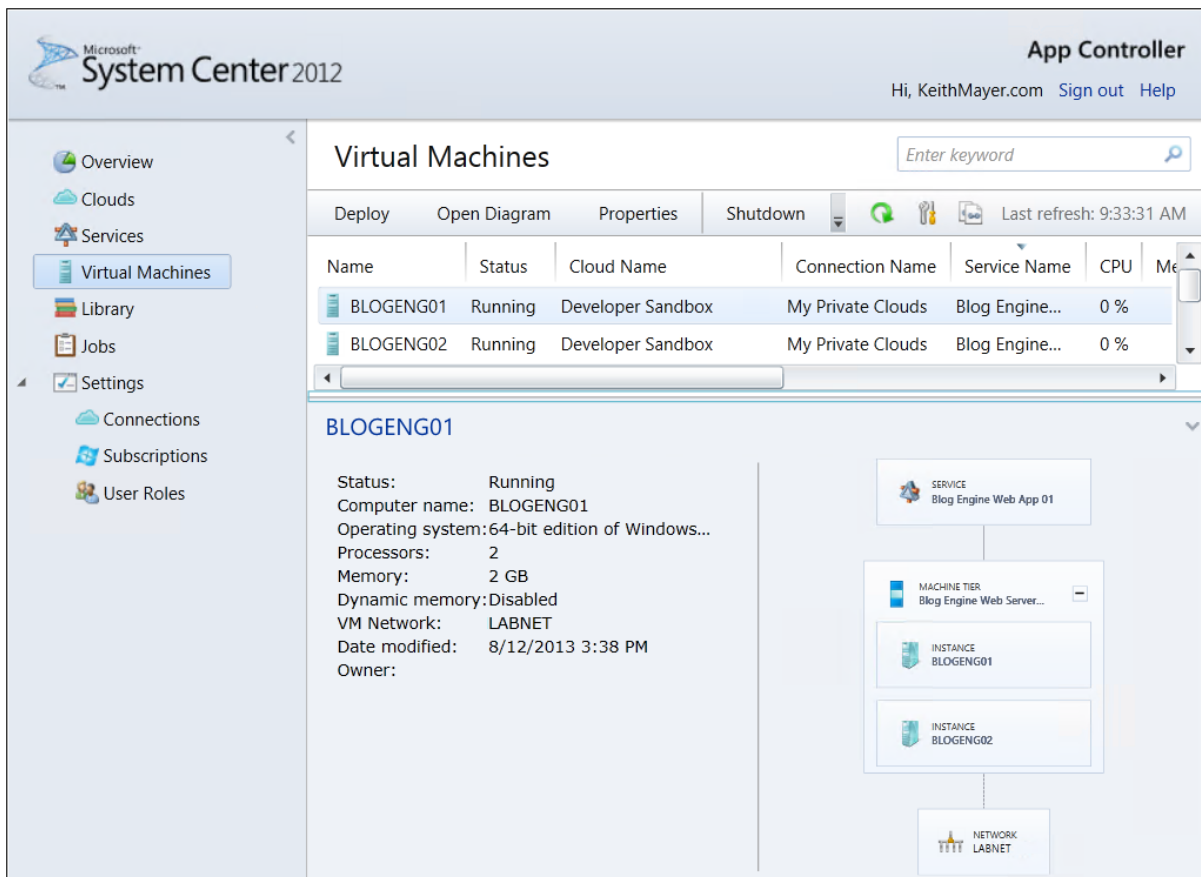 Microsoft
System Center 2012
TM
App Controller
Hi, KeithMayer.com Sign out Help
Overview
Clouds
Services
Virtual Machines
Library
Jobs
Settings
Connections
Subscriptions
User Roles
Virtual Machines
Enter keyword
Deploy Open Diagram Properties Shutdown Last refresh: 9:33:31 AM
Name Status Cloud Name Connection Name Service Name CPU Me
BLOGENG01 Running Developer Sandbox My Private Clouds Blog Engine... 0 %
BLOGENG02 Running Developer Sandbox My Private Clouds Blog Engine... 0 %
BLOGENG01
Status: Running
Computer name: BLOGENG01
Operating system: 64-bit edition of Windows...
Processors: 2
Memory: 2 GB
Dynamic memory: Disabled
VM Network: LABNET
Date modified: 8/12/2013 3:38 PM
Owner:
SERVICE
Blog Engine Web App 01
MACHINE TIER
Blog Engine Web Server...
INSTANCE
BLOGENG01
INSTANCE
BLOGENG02
NETWORK
LABNET